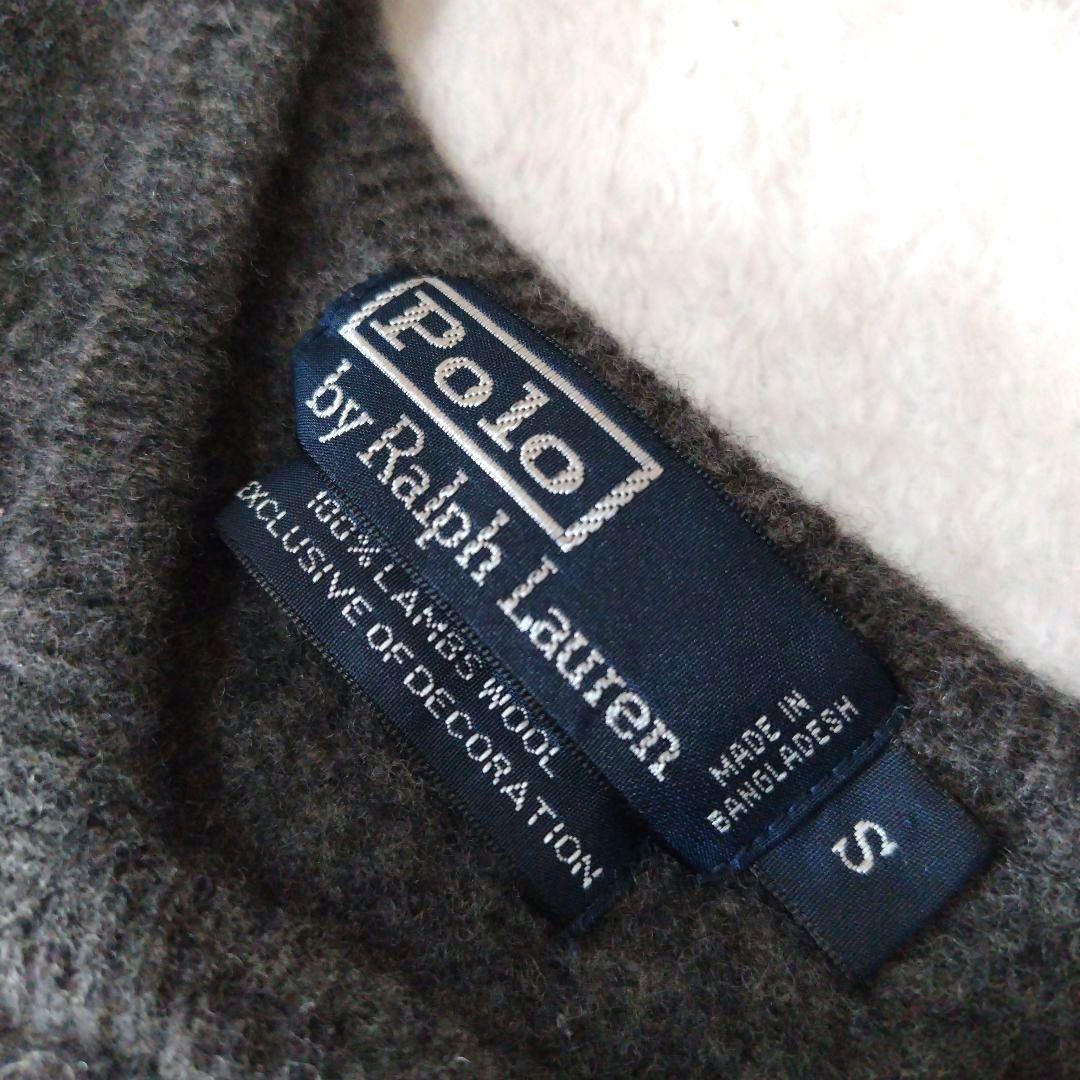 Polo
by Ralph Lauren
MADE IN
BANGLADESH
S
100% LAMBS WOOL
EXCLUSIVE OF DECORATION